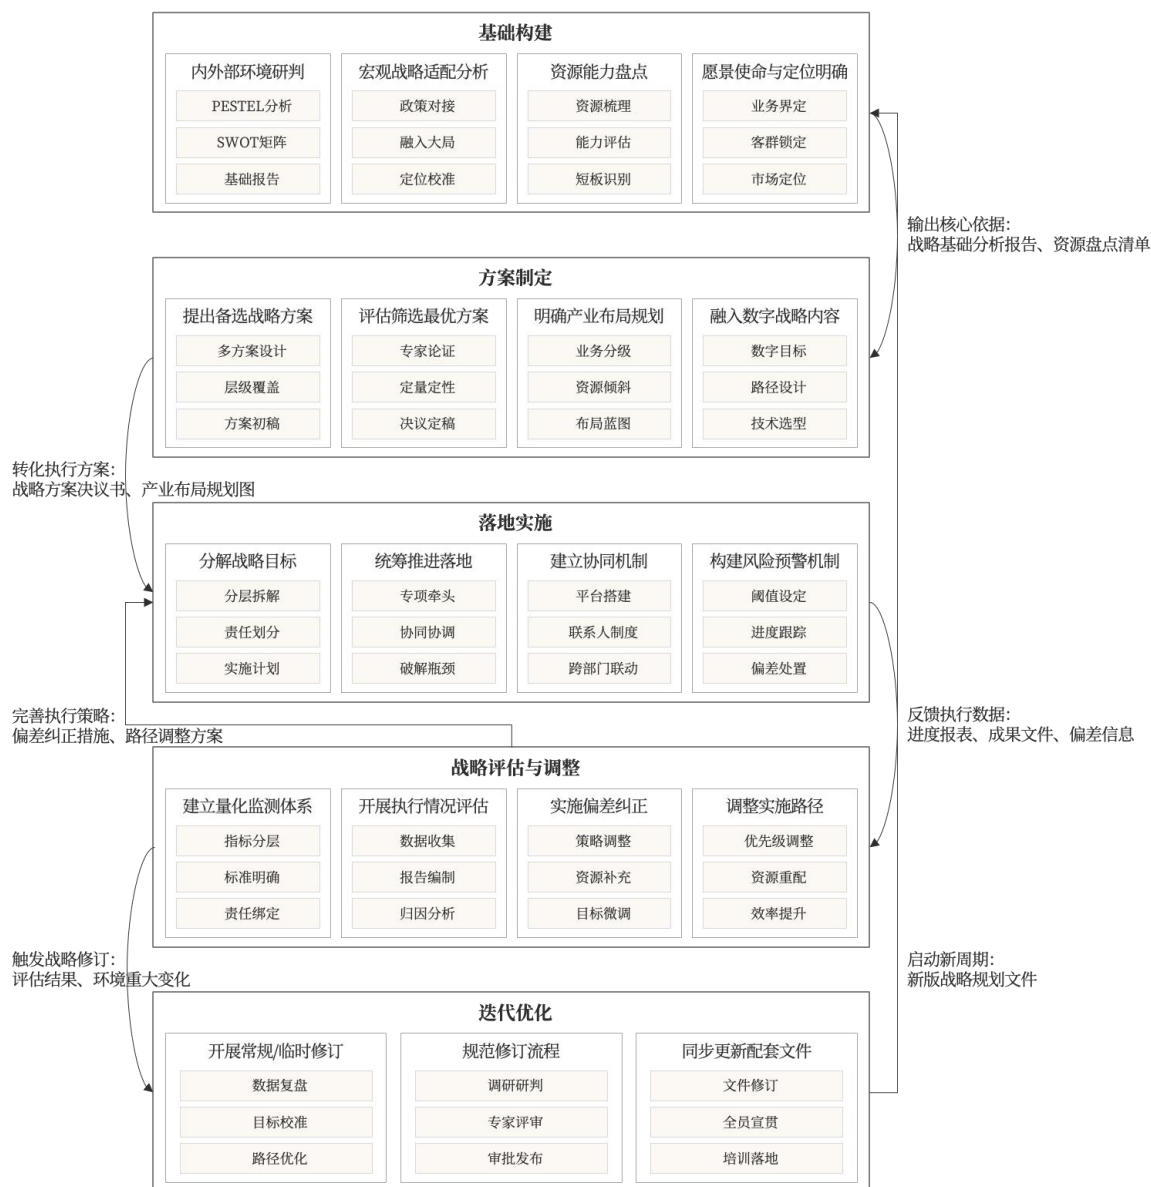 基础构建
内外部环境研判
PESTEL分析
SWOT矩阵
基础报告
宏观战略适配分析
政策对接
融入大局
定位校准
资源能力盘点
资源梳理
能力评估
短板识别
愿景使命与定位明确
业务界定
客群锁定
市场定位
输出核心依据：
战略基础分析报告、资源盘点清单
方案制定
提出备选战略方案
多方案设计
层级覆盖
方案初稿
评估筛选最优方案
专家论证
定量定性
决议定稿
明确产业布局规划
业务分级
资源倾斜
布局蓝图
融入数字战略内容
数字目标
路径设计
技术选型
转化执行方案：
战略方案决议书、产业布局规划图
落地实施
分解战略目标
分层拆解
责任划分
实施计划
统筹推进落地
专项牵头
协同协调
破解瓶颈
建立协同机制
平台搭建
联系人制度
跨部门联动
构建风险预警机制
阈值设定
进度跟踪
偏差处置
完善执行策略：
偏差纠正措施、路径调整方案
反馈执行数据：
进度报表、成果文件、偏差信息
战略评估与调整
建立量化监测体系
指标分层
标准明确
责任绑定
开展执行情况评估
数据收集
报告编制
归因分析
实施偏差纠正
策略调整
资源补充
目标微调
调整实施路径
优先级调整
资源重配
效率提升
触发战略修订：
评估结果、环境重大变化
启动新周期：
新版战略规划文件
迭代优化
开展常规/临时修订
数据复盘
目标校准
路径优化
规范修订流程
调研研判
专家评审
审批发布
同步更新配套文件
文件修订
全员宣贯
培训落地